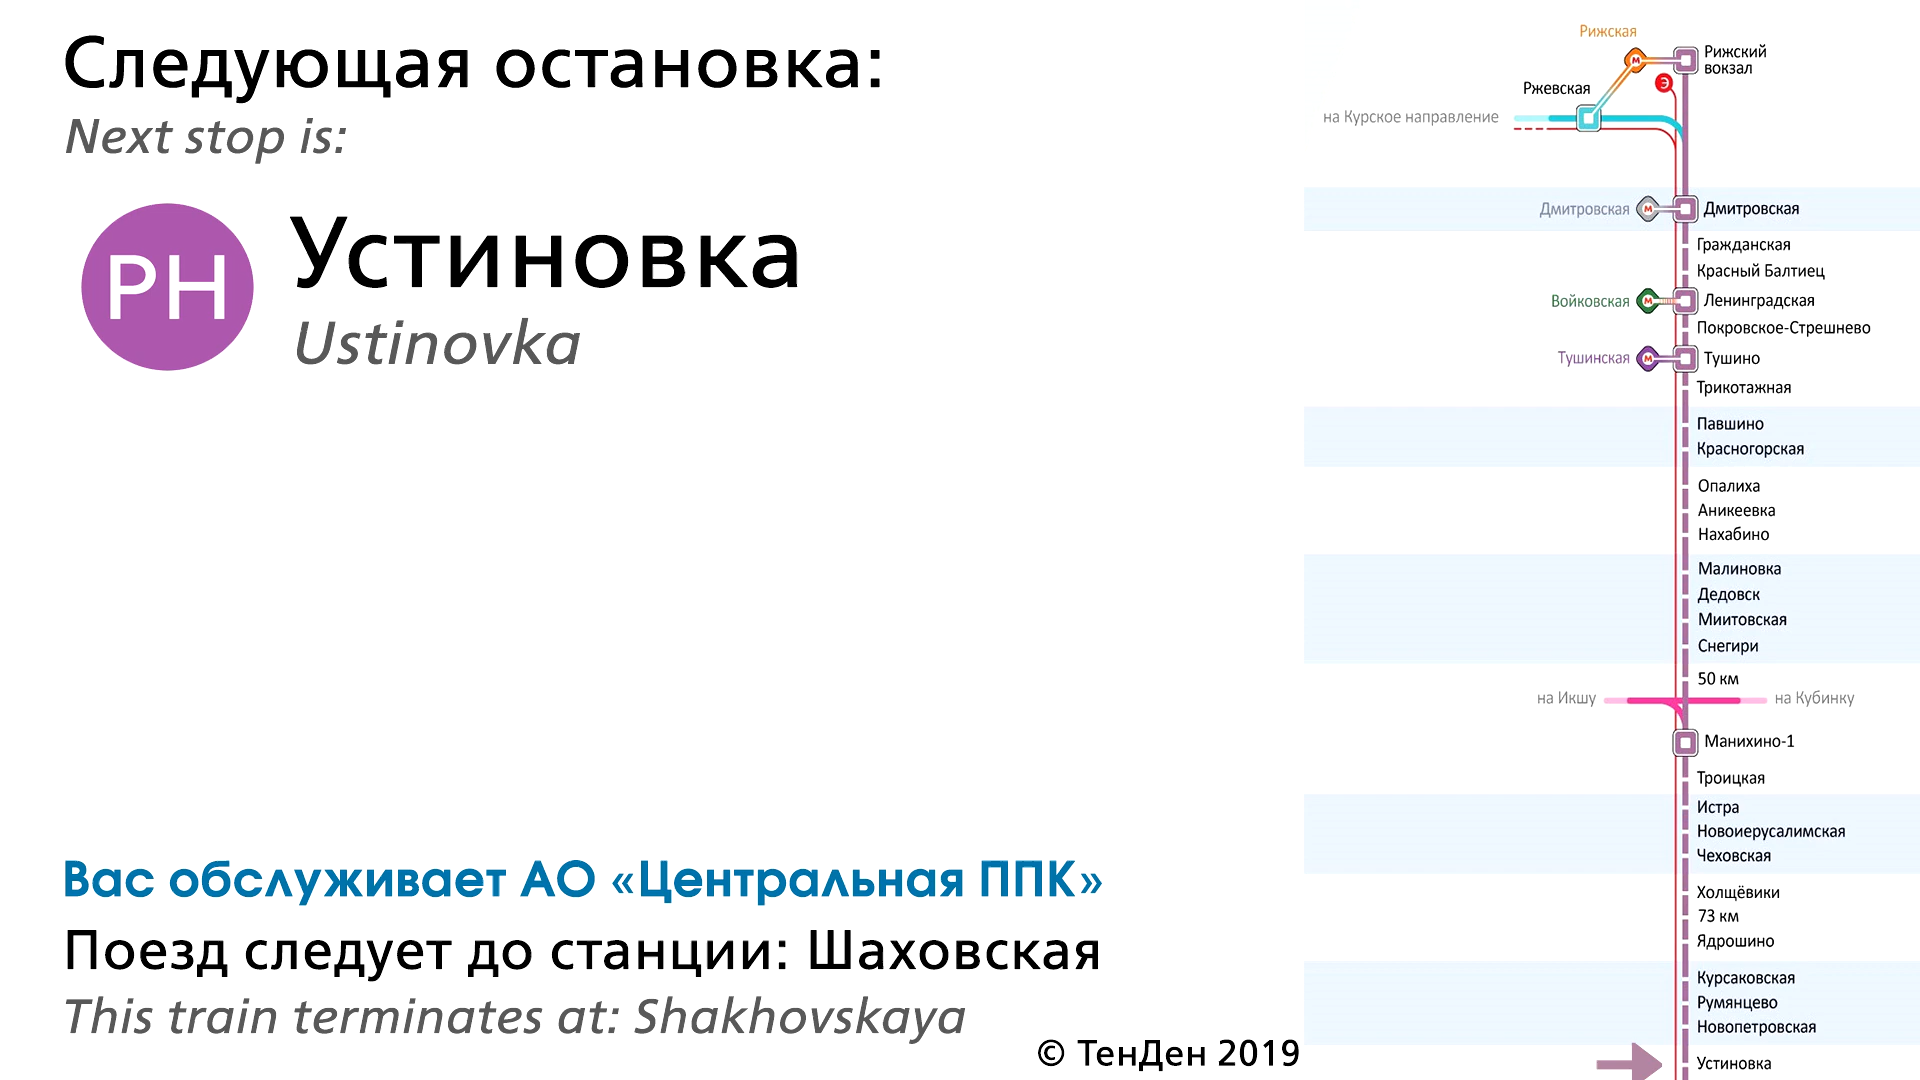 Следующая остановка:
Next stop is:
РН
Устиновка
Ustinovka
Вас обслуживает АО «Центральная ППК»
Поезд следует до станции: Шаховская
This train terminates at: Shakhovskaya
© ТенДен 2019
Рижская
М
Рижский
вокзал
Э
Ржевская
на Курское направление
Дмитровская
М
Дмитровская
Гражданская
Красный Балтиец
Войковская
М
Ленинградская
Покровское-Стрешнево
Тушинская
М
Тушино
Трикотажная
Павшино
Красногорская
Опалиха
Аникеевка
Нахабино
Малиновка
Дедовск
Миитовская
Снегири
50 км
на Икшу
на Кубинку
Манихино-1
Троицкая
Истра
Новоиерусалимская
Чеховская
Холщёвики
73 км
Ядрошино
Курсаковская
Румянцево
Новопетровская
Устиновка